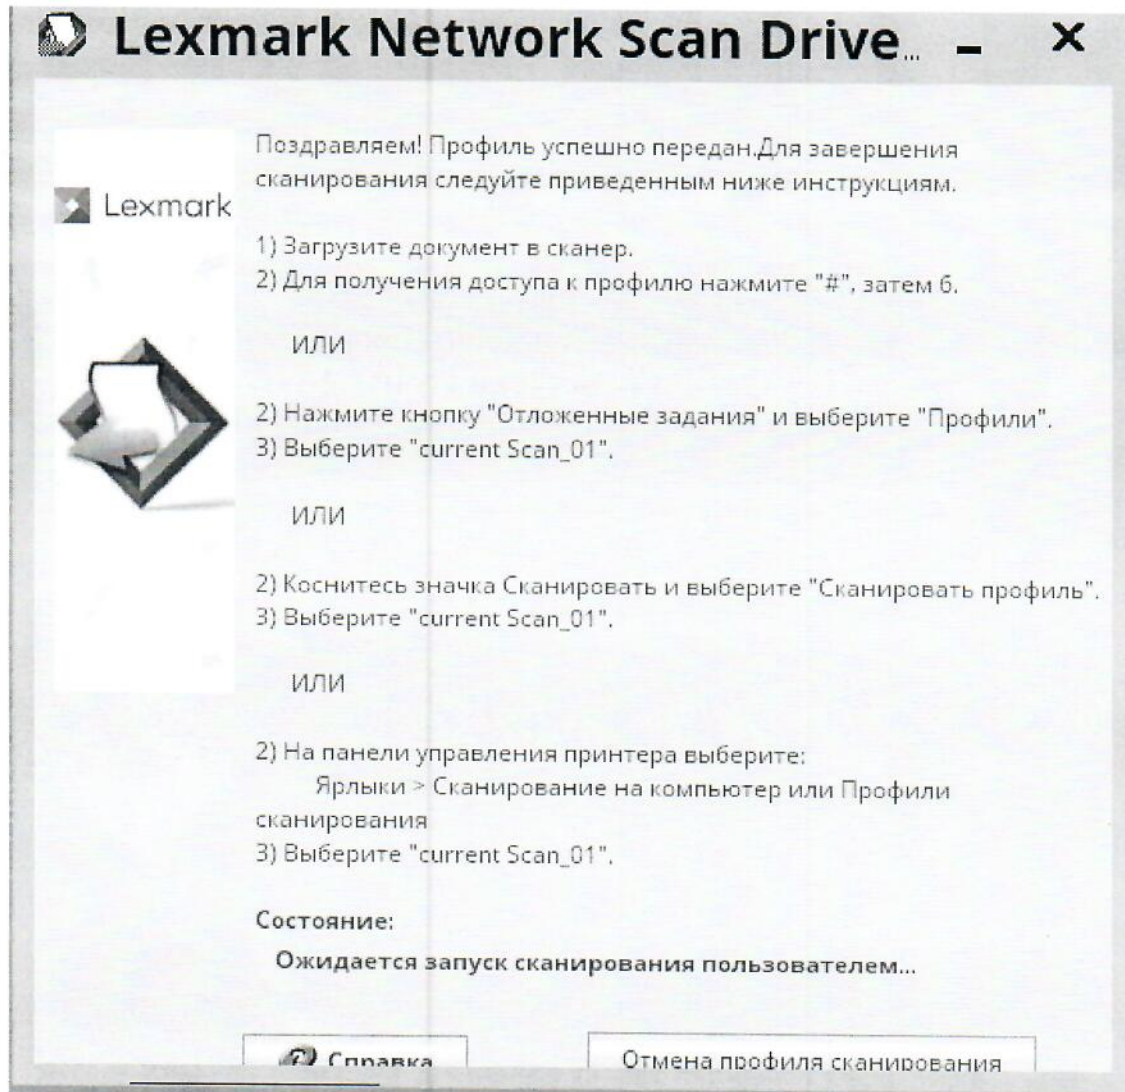 Lexmark Network Scan Drive...
Поздравляем! Профиль успешно передан.Для завершения
сканирования следуйте приведенным ниже инструкциям.
Lexmark
1) Загрузите документ в сканер.
2) Для получения доступа к профилю нажмите "#", затем 6.
ИЛИ
2) Нажмите кнопку "Отложенные задания" и выберите "Профили".
3) Выберите "current Scan_01".
ИЛИ
2) Коснитесь значка Сканировать и выберите "Сканировать профиль".
3) Выберите "current Scan_01".
ИЛИ
2) На панели управления принтера выберите:
Ярлыки > Сканирование на компьютер или Профили
сканирования
3) Выберите "current Scan_01".
Состояние:
Ожидается запуск сканирования пользователем...
Справка
Отмена профиля сканирования